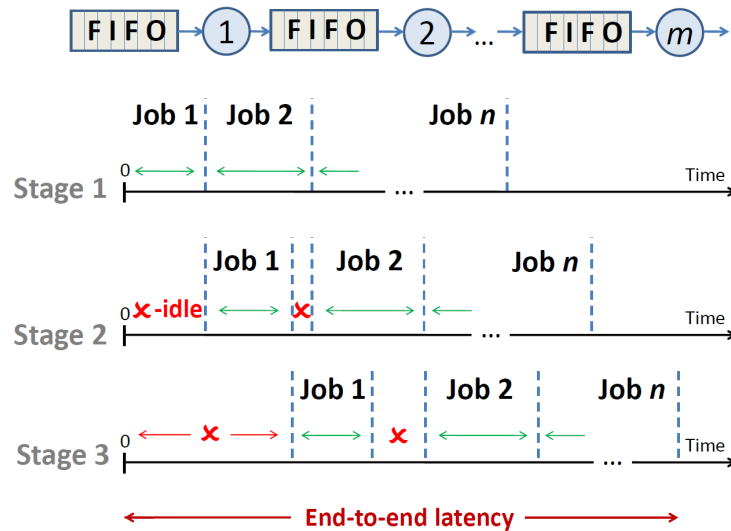 FIFO 1 FIFO 2 ... FIFO m
Job 1 Job 2 Job n
0 Time
Stage 1 ...
Job 1 Job 2 Job n
0 ✘-idle ✘ Time
Stage 2 ...
Job 1 Job 2 Job n
0 ✘ ✘ Time
Stage 3 ...
End-to-end latency